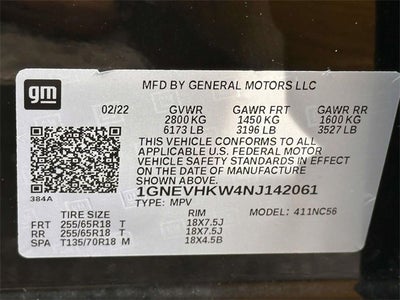 gm
MFD BY GENERAL MOTORS LLC
02/22 GVWR GAWR FRT GAWR RR
2800 KG 1450 KG 1600 KG
6173 LB 3196 LB 3527 LB
THIS VEHICLE CONFORMS TO ALL
APPLICABLE U.S. FEDERAL MOTOR
VEHICLE SAFETY STANDARDS IN EFFECT
ON THE DATE OF MANUFACTURE
SHOWN ABOVE.
1GNEVHKW4NJ142061
384A TYPE: MPV
TIRE SIZE RIM MODEL: 411NC56
FRT 255/65R18 T 18X7.5J
RR 255/65R18 T 18X7.5J
SPA T135/70R18 M 18X4.5B